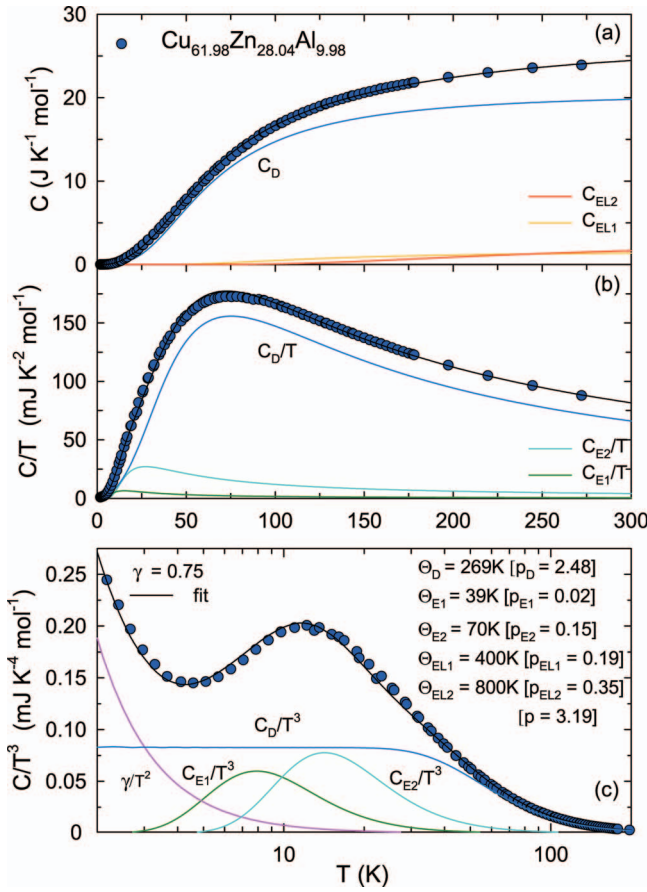 Cu61.98Zn28.04Al9.98
(a)
C (J K-1 mol-1)
30
20
10
0
CD
CEL2
CEL1
(b)
C/T (mJ K-2 mol-1)
150
100
50
0
CD/T
CE2/T
CE1/T
0 50 100 150 200 250 300
C/T3 (mJ K-4 mol-1)
0.25
0.20
0.15
0.10
0.05
0
γ = 0.75
fit
ΘD = 269K [pD = 2.48]
ΘE1 = 39K [pE1 = 0.02]
ΘE2 = 70K [pE2 = 0.15]
ΘEL1 = 400K [pEL1 = 0.19]
ΘEL2 = 800K [pEL2 = 0.35]
[p = 3.19]
CD/T3
γ/T2
CE1/T3
CE2/T3
(c)
10 100
T (K)